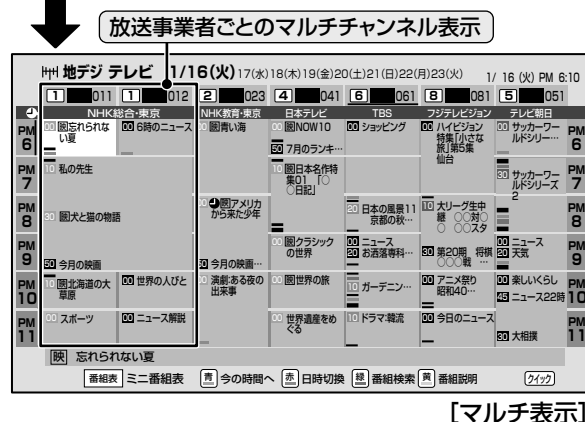 放送事業者ごとのマルチチャンネル表示
地デジ テレビ 1/16(火) 17(水) 18(木) 19(金) 20(土) 21(日) 22(月) 23(火) 1/ 16 (火) PM 6:10
1 011 1 012 2 023 4 041 6 061 8 081 5 051
NHK総合・東京 NHK教育・東京 日本テレビ TBS フジテレビジョン テレビ朝日
PM 6
00 忘れられない夏
00 6時のニュース
00 青い海
00 NOW10
50 7月のランキ…
00 ショッピング
00 ハイビジョン特集「小さな旅」第5集 仙台
00 サッカーワールドシリー…
PM 6
PM 7
10 私の先生
10 日本名作特集01 「○○日記」
30 サッカーワールドシリーズ2
PM 7
PM 8
30 犬と猫の物語
00 アメリカから来た少年
20 日本の風景11 京都の秋…
10 大リーグ生中継 ○○対○○ ○○スタ
PM 8
PM 9
50 今月の映画
50 今月の映画…
00 クラシックの世界
00 ニュース
20 お洒落専科…
50 第20期 将棋○○○戦 …
00 ニュース
20 天気
PM 9
PM 10
10 北海道の大草原
00 世界の人びと
演劇:ある夜の出来事
00 世界の旅
10 ガーデニン…
00 アニメ祭り 昭和40…
00 楽しいくらし
45 ニュース22時
PM 10
PM 11
00 スポーツ
00 ニュース解説
00 世界遺産をめぐる
10 ドラマ:韓流
00 今日のニュース
30 大相撲
PM 11
映 忘れられない夏
番組表 ミニ番組表 青 今の時間へ 赤 日時切換 緑 番組検索 黄 番組説明 クイック
[マルチ表示]